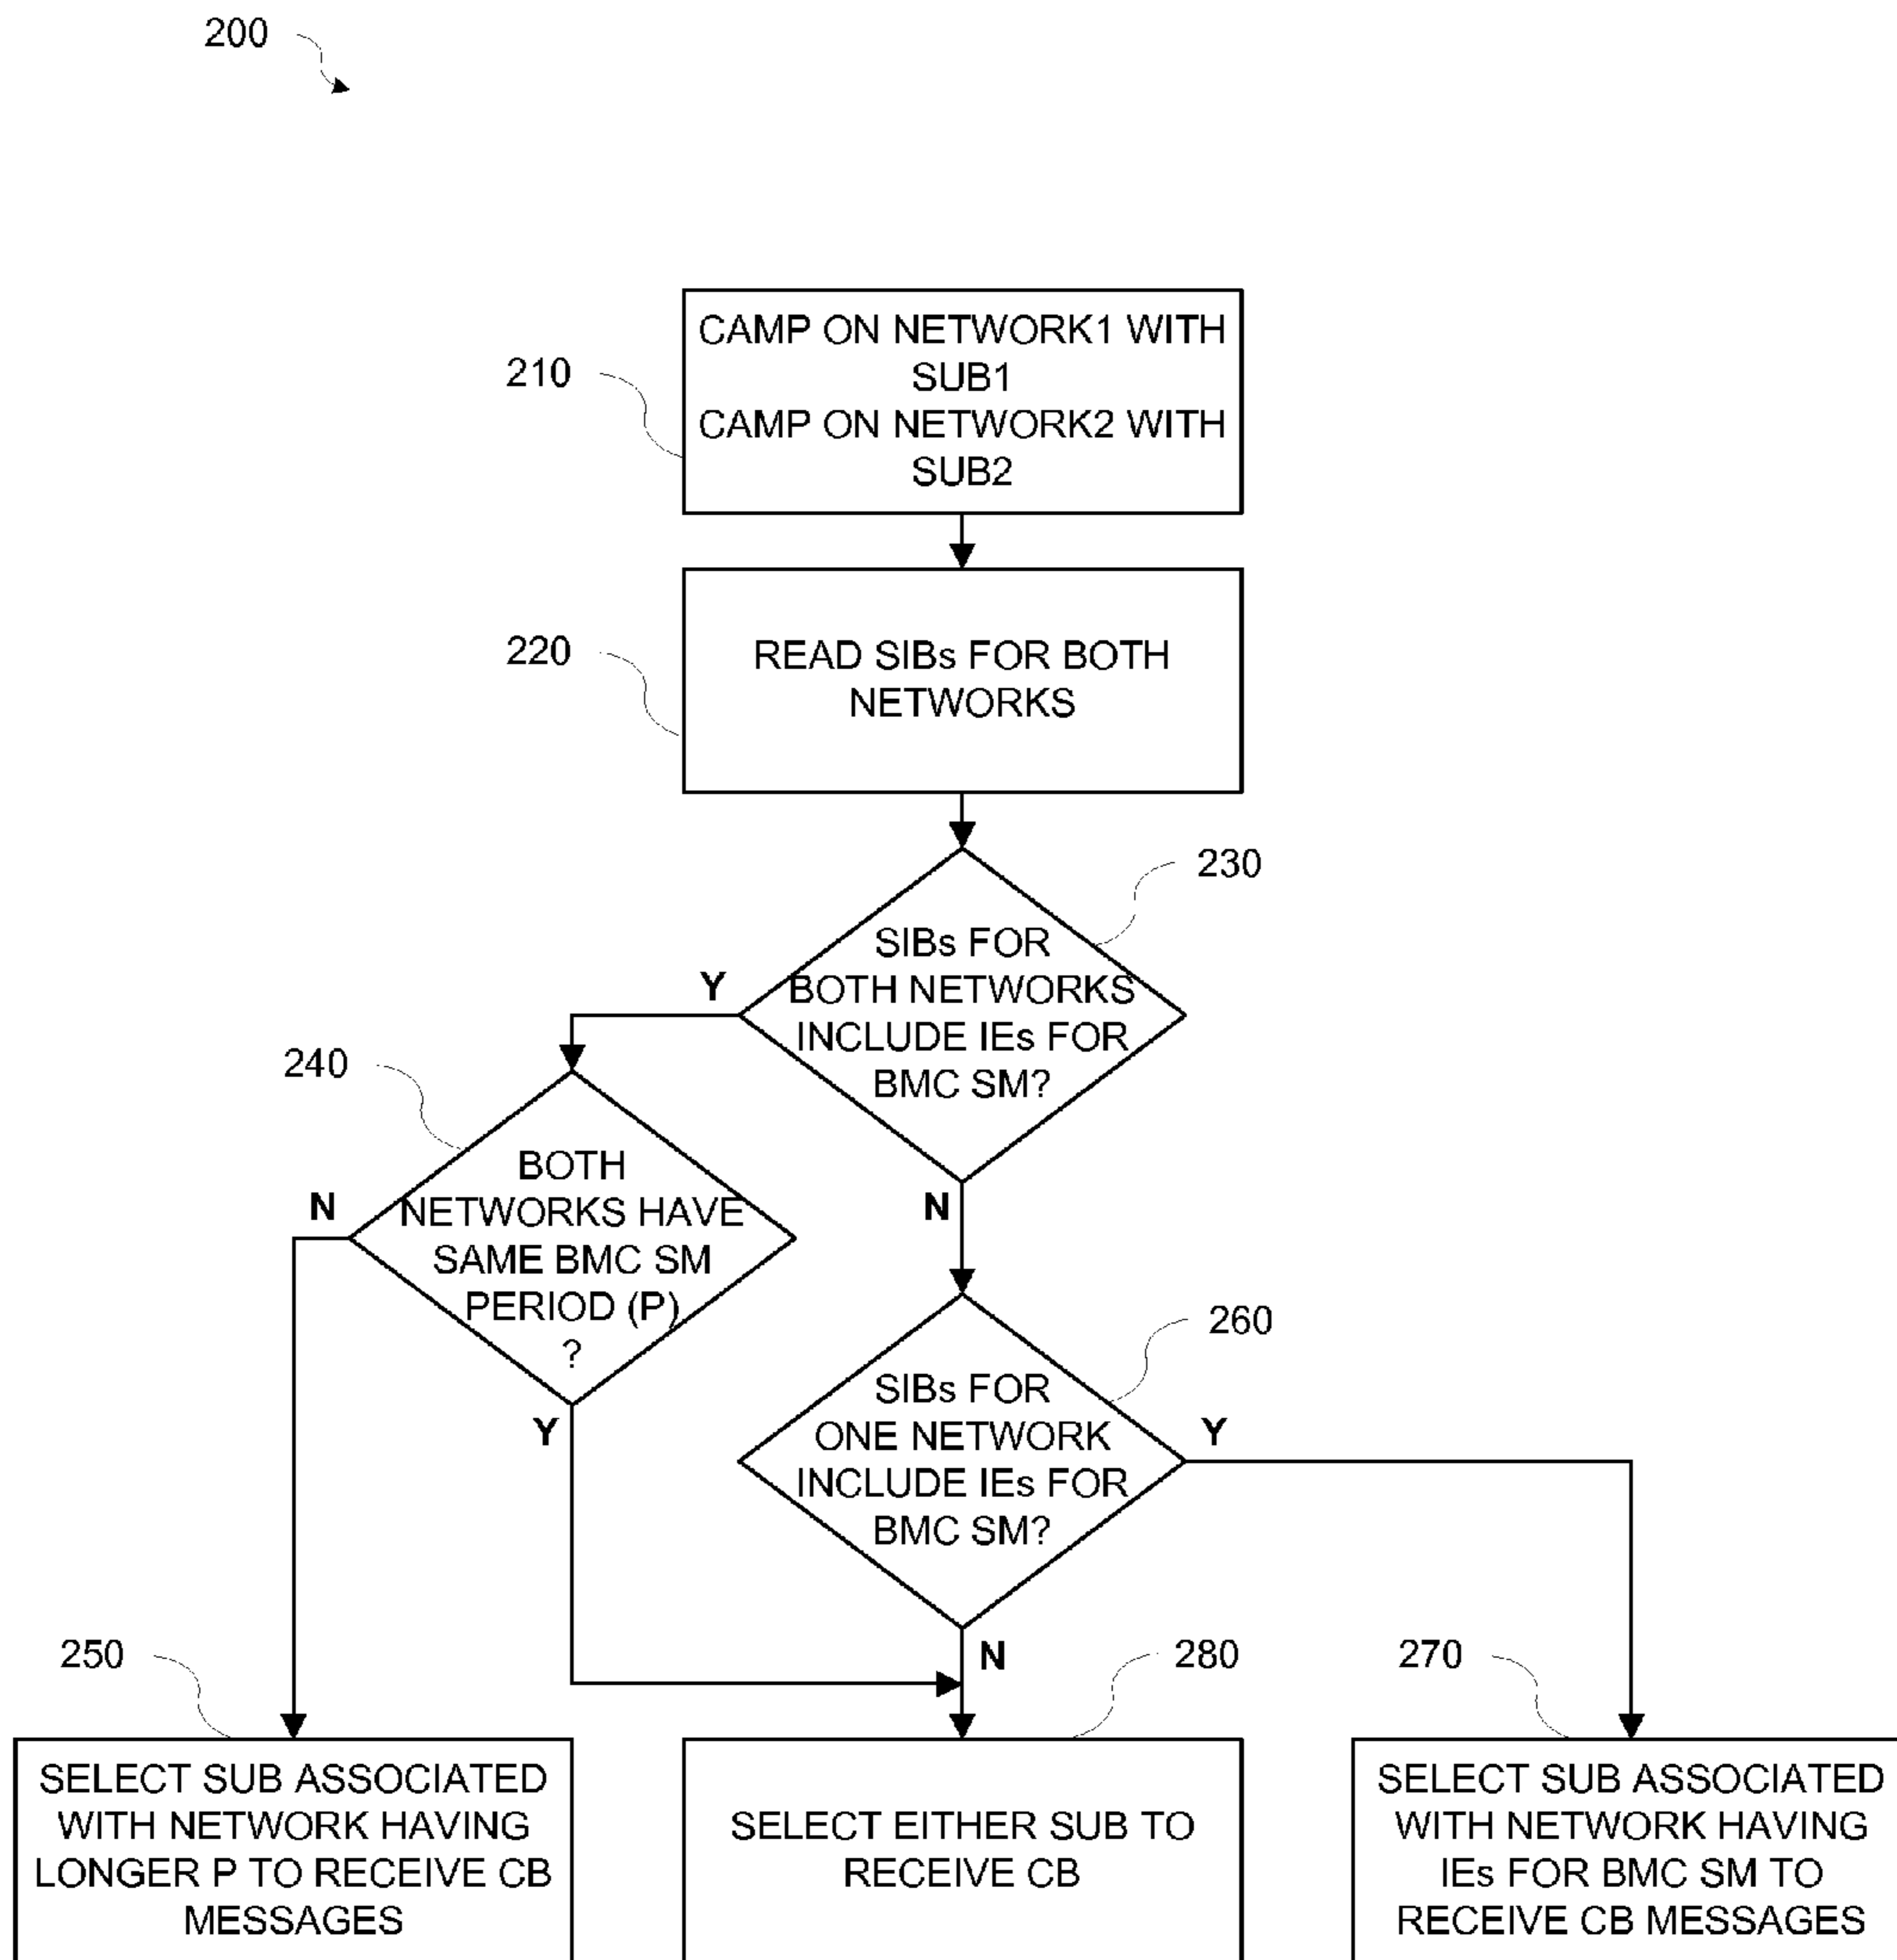 200
210
CAMP ON NETWORK1 WITH
SUB1
CAMP ON NETWORK2 WITH
SUB2
220
READ SIBs FOR BOTH
NETWORKS
230
SIBs FOR
BOTH NETWORKS
INCLUDE IEs FOR
BMC SM?
Y
N
240
BOTH
NETWORKS HAVE
SAME BMC SM
PERIOD (P)
?
N
Y
260
SIBs FOR
ONE NETWORK
INCLUDE IEs FOR
BMC SM?
Y
N
250
SELECT SUB ASSOCIATED
WITH NETWORK HAVING
LONGER P TO RECEIVE CB
MESSAGES
280
SELECT EITHER SUB TO
RECEIVE CB
270
SELECT SUB ASSOCIATED
WITH NETWORK HAVING
IEs FOR BMC SM TO
RECEIVE CB MESSAGES